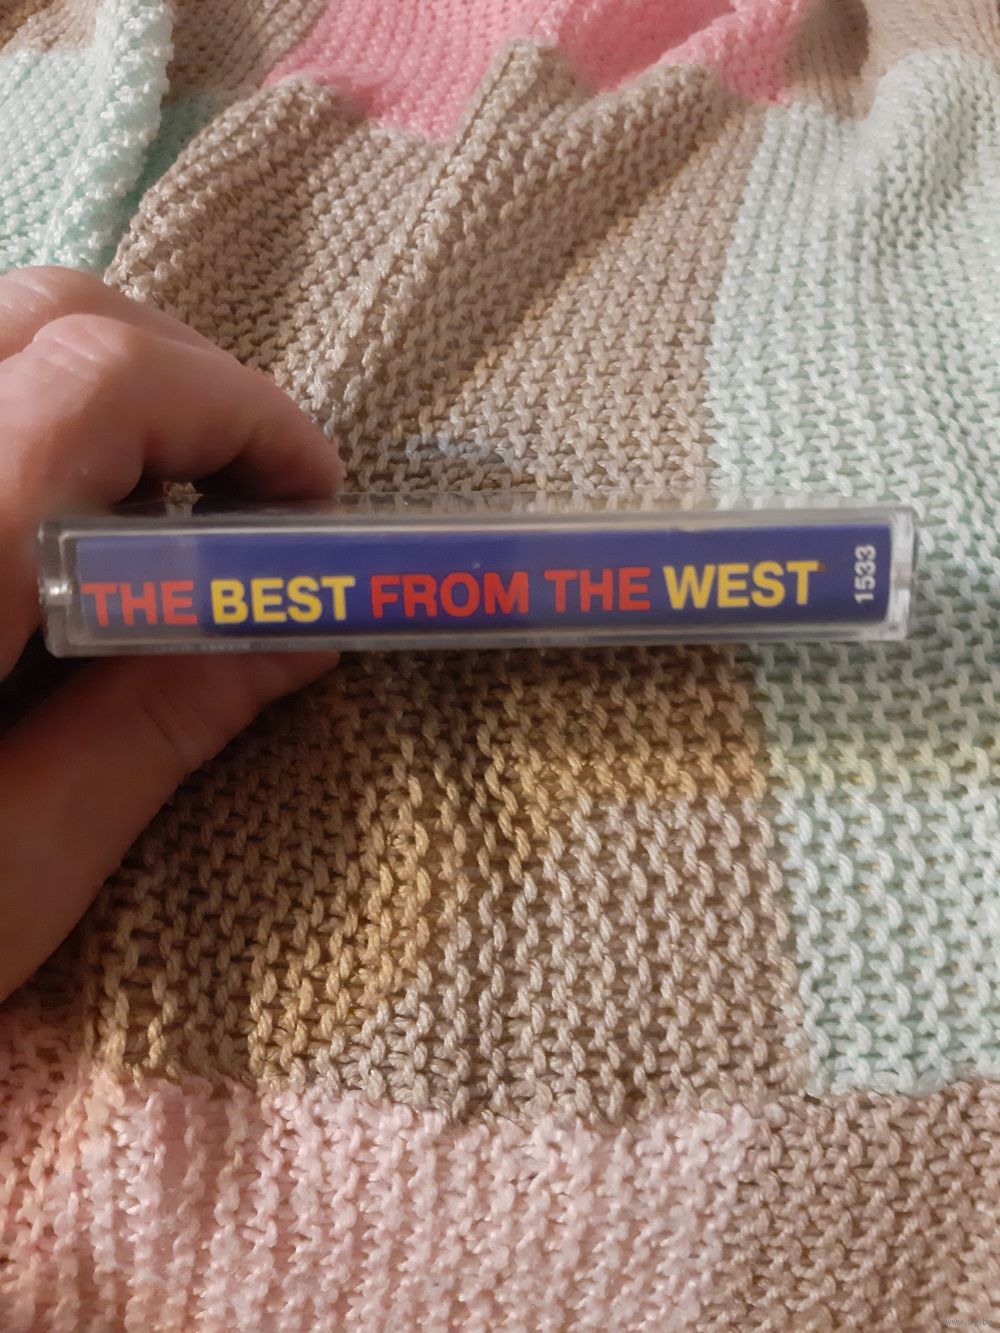 THE BEST FROM THE WEST
1533